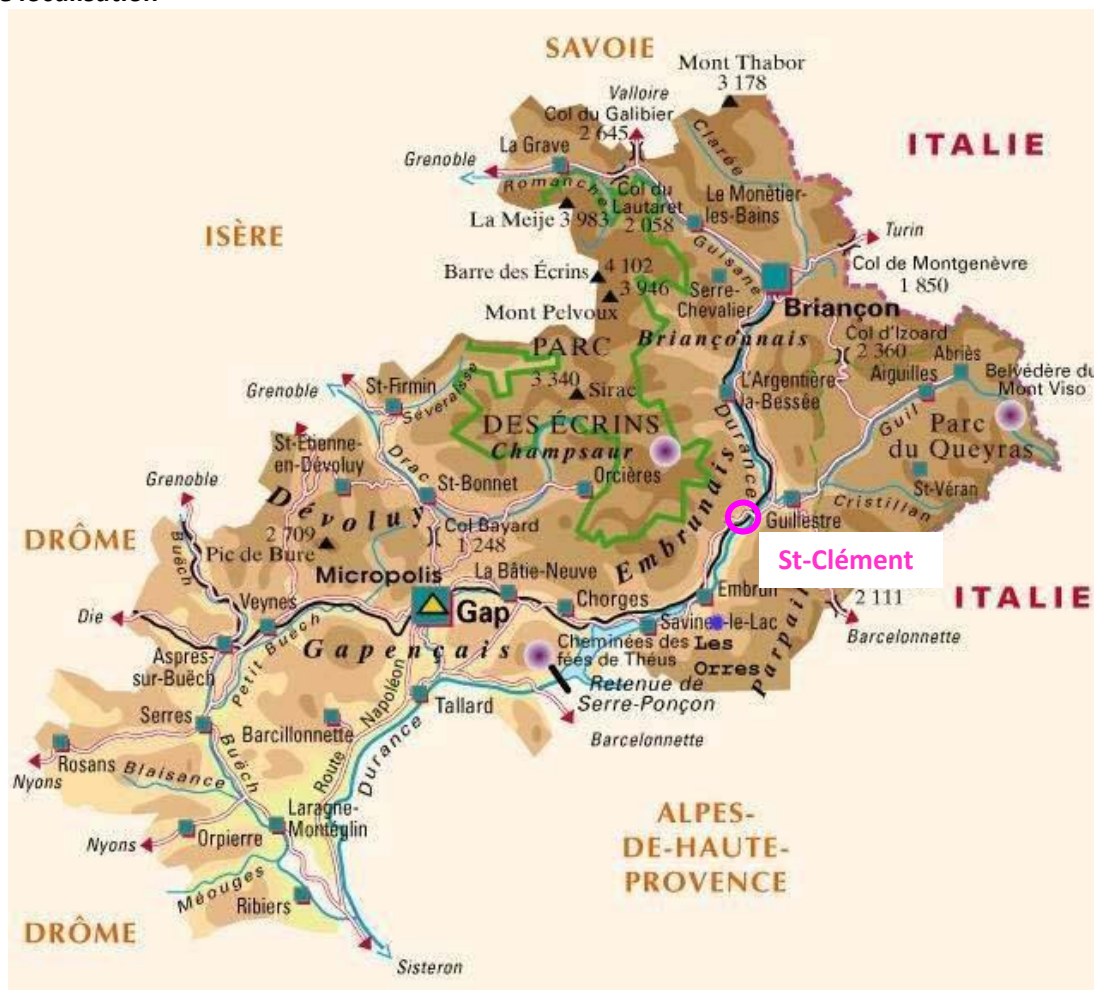 SAVOIE
Mont Thabor
3 178
Valloire
Col du Galibier
2 645
Clarée
ITALIE
La Grave
Grenoble
Romanche
Col du
Lautaret
2 058
Le Monêtier-
les-Bains
La Meije 3 983
ISÈRE
Guisane
Turin
Col de Montgenèvre
1 850
Barre des Écrins
4 102
3 946
Mont Pelvoux
Serre-
Chevalier
Briançon
Briançonnais
Col d'Izoard
2 360
Abriès
Aiguilles
Belvédère du
Mont Viso
PARC
3 340
Sirac
DES ÉCRINS
Champsaur
L'Argentière
-la-Bessée
Durance
Guil
Parc
du Queyras
St-Véran
Cristillan
Grenoble
St-Firmin
Séveraisse
St-Etienne-
en-Dévoluy
Drac
Orcières
St-Bonnet
Grenoble
Dévoluy
Embrunais
Guillestre
St-Clément
DRÔME
Buëch
2 709
Pic de Bure
Col Bayard
1 248
Micropolis
La Bâtie-Neuve
Gap
Chorges
Embrun
2 111
ITALIE
Barcelonnette
Parpail
Die
Veynes
Petit Buëch
Gapençais
Savines-le-Lac
Cheminées des
fées de Théus
Les
Orres
Aspres-
sur-Buëch
Retenue de
Serre-Ponçon
Barcelonnette
Tallard
Napoléon
Route
Durance
Serres
Barcillonnette
Buëch
Rosans
Nyons
Blaisance
Laragne-
Montéglin
Orpierre
Nyons
Méouges
Ribiers
DRÔME
Sisteron
ALPES-
DE-HAUTE-
PROVENCE